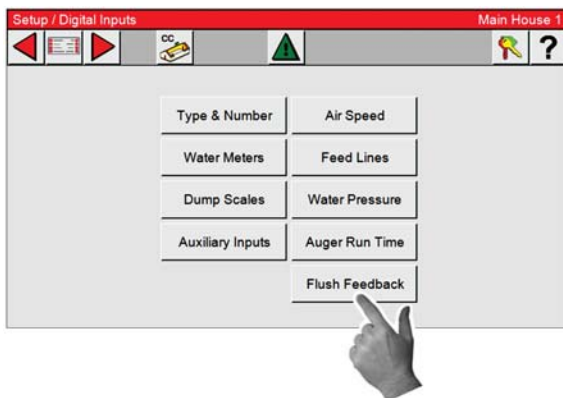 Setup / Digital Inputs Main House 1
CC
?
Type & Number Air Speed
Water Meters Feed Lines
Dump Scales Water Pressure
Auxiliary Inputs Auger Run Time
Flush Feedback